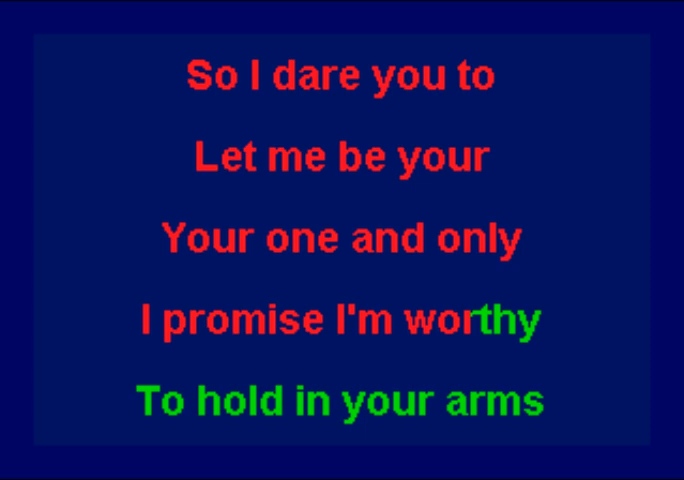 So I dare you to
Let me be your
Your one and only
I promise I'm worthy
To hold in your arms